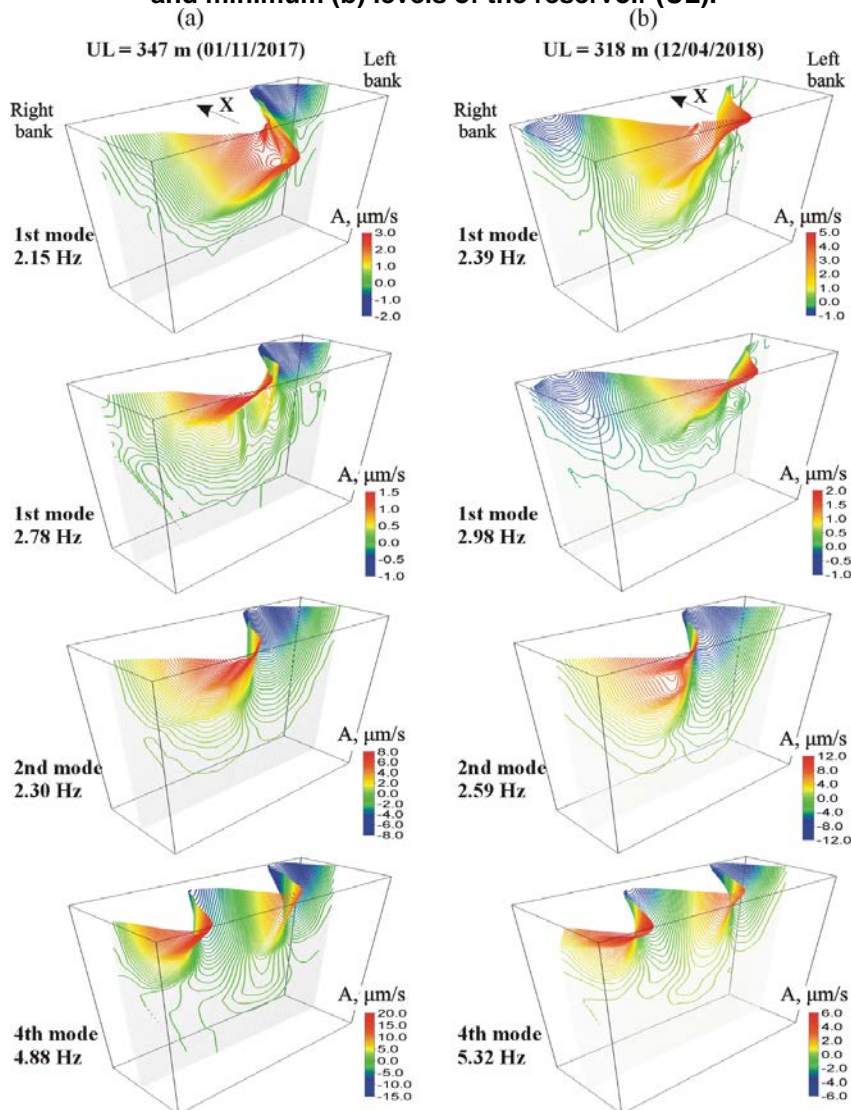 and minimum (b) levels of the reservoir (UL).
(a)
UL = 347 m (01/11/2017)
Right bank
X
Left bank
1st mode
2.15 Hz
A, μm/s
3.0
2.0
1.0
0.0
-1.0
-2.0
1st mode
2.78 Hz
A, μm/s
1.5
1.0
0.5
0.0
-0.5
-1.0
2nd mode
2.30 Hz
A, μm/s
8.0
6.0
4.0
2.0
0.0
-2.0
-4.0
-6.0
-8.0
4th mode
4.88 Hz
A, μm/s
20.0
15.0
10.0
5.0
0.0
-5.0
-10.0
-15.0
(b)
UL = 318 m (12/04/2018)
Right bank
X
Left bank
1st mode
2.39 Hz
A, μm/s
5.0
4.0
3.0
2.0
1.0
0.0
-1.0
1st mode
2.98 Hz
A, μm/s
2.0
1.5
1.0
0.5
0.0
-0.5
-1.0
2nd mode
2.59 Hz
A, μm/s
12.0
8.0
4.0
0.0
-4.0
-8.0
-12.0
4th mode
5.32 Hz
A, μm/s
6.0
4.0
2.0
0.0
-2.0
-4.0
-6.0